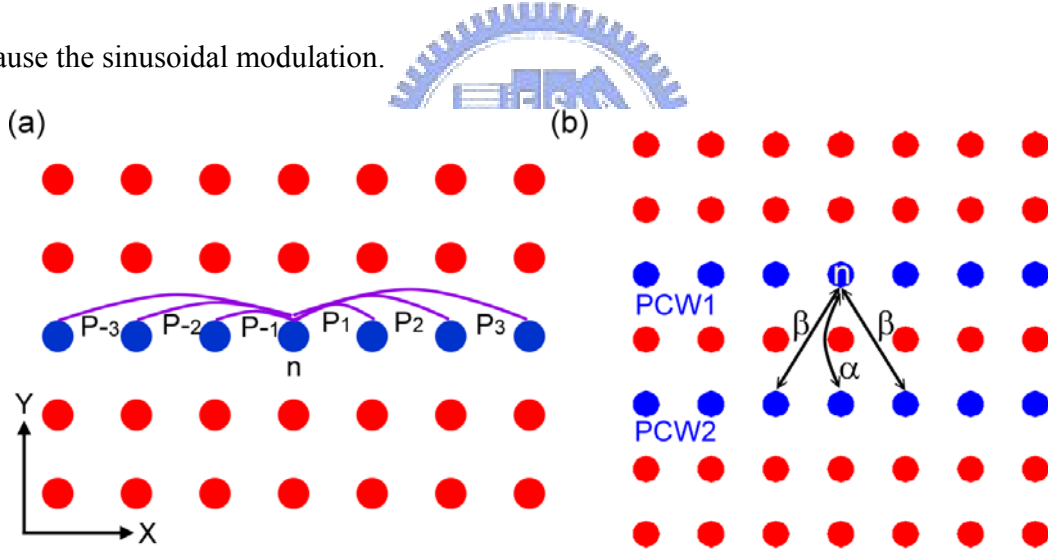 ause the sinusoidal modulation.
(a)
(b)
P-3 P-2 P-1 P1 P2 P3
n
Y
X
n
PCW1
β β
α
PCW2